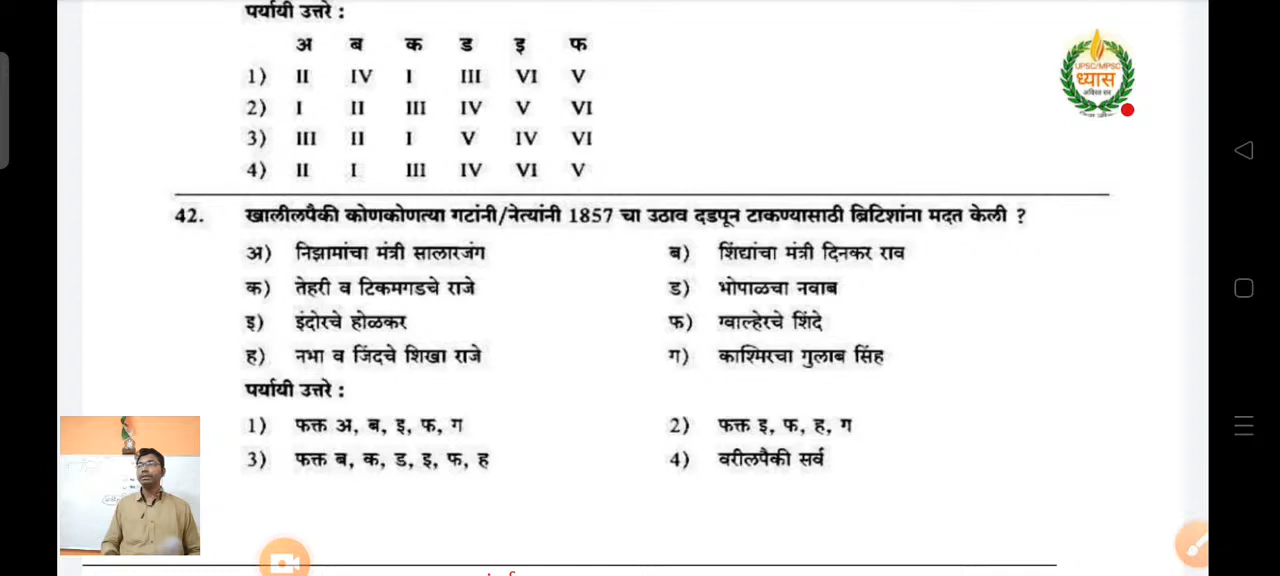 पर्यायी उत्तरे :
अ ब क ड इ फ
1) II IV I III VI V
2) I II III IV V VI
3) III II I V IV VI
4) II I III IV VI V
42. खालीलपैकी कोणकोणत्या गटांनी/नेत्यांनी 1857 चा उठाव दडपून टाकण्यासाठी ब्रिटिशांना मदत केली ?
अ) निझामांचा मंत्री सालारजंग ब) शिंद्यांचा मंत्री दिनकर राव
क) तेहरी व टिकमगडचे राजे ड) भोपाळचा नवाब
इ) इंदोरचे होळकर फ) ग्वाल्हेरचे शिंदे
ह) नभा व जिंदचे शिखा राजे ग) काश्मिरचा गुलाब सिंह
पर्यायी उत्तरे :
1) फक्त अ, ब, इ, फ, ग 2) फक्त इ, फ, ह, ग
3) फक्त ब, क, ड, इ, फ, ह 4) वरीलपैकी सर्व
UPSC/MPSC
ध्यास